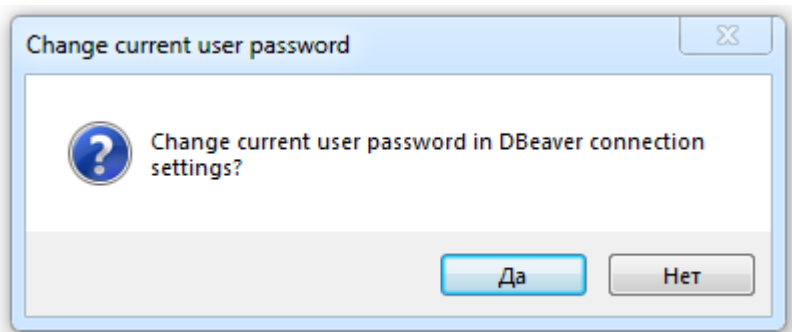 Change current user password
Change current user password in DBeaver connection
settings?
Да
Нет